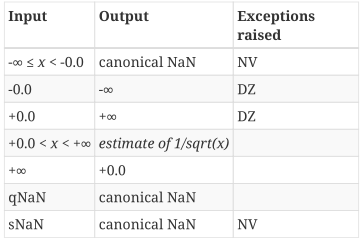 Input Output Exceptions
raised
-∞ ≤ x < -0.0 canonical NaN NV
-0.0 -∞ DZ
+0.0 +∞ DZ
+0.0 < x < +∞ estimate of 1/sqrt(x)
+∞ +0.0
qNaN canonical NaN
sNaN canonical NaN NV